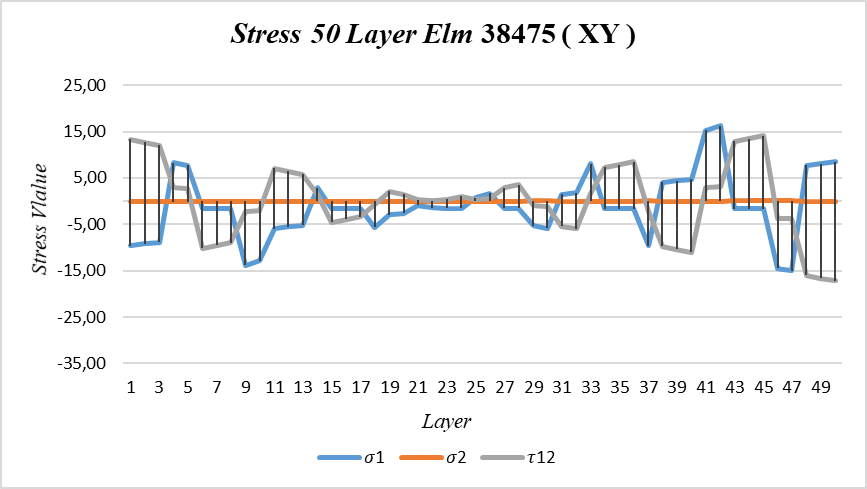 Stress 50 Layer Elm 38475 ( XY )
25,00
15,00
5,00
-5,00
-15,00
-25,00
-35,00
Stress Vlalue
1 3 5 7 9 11 13 15 17 19 21 23 25 27 29 31 33 35 37 39 41 43 45 47 49
Layer
σ1 σ2 τ12